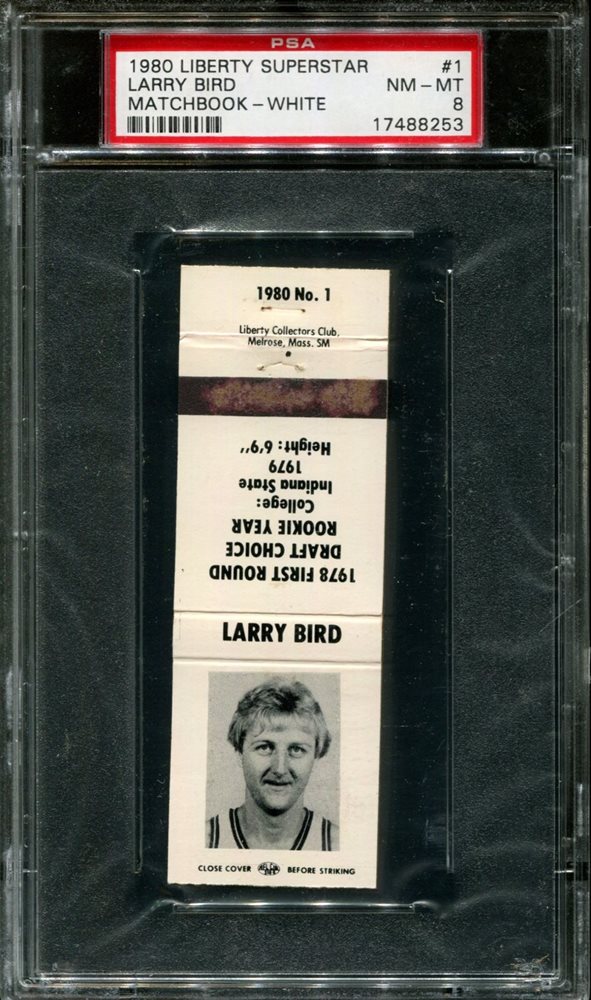 PSA
1980 LIBERTY SUPERSTAR #1
LARRY BIRD NM – MT
MATCHBOOK – WHITE 8
17488253
1980 No. 1
Liberty Collectors Club,
Melrose, Mass. SM
1978 FIRST ROUND
DRAFT CHOICE
ROOKIE YEAR
College:
Indiana State
1979
Height: 6'9''
LARRY BIRD
CLOSE COVER BEFORE STRIKING